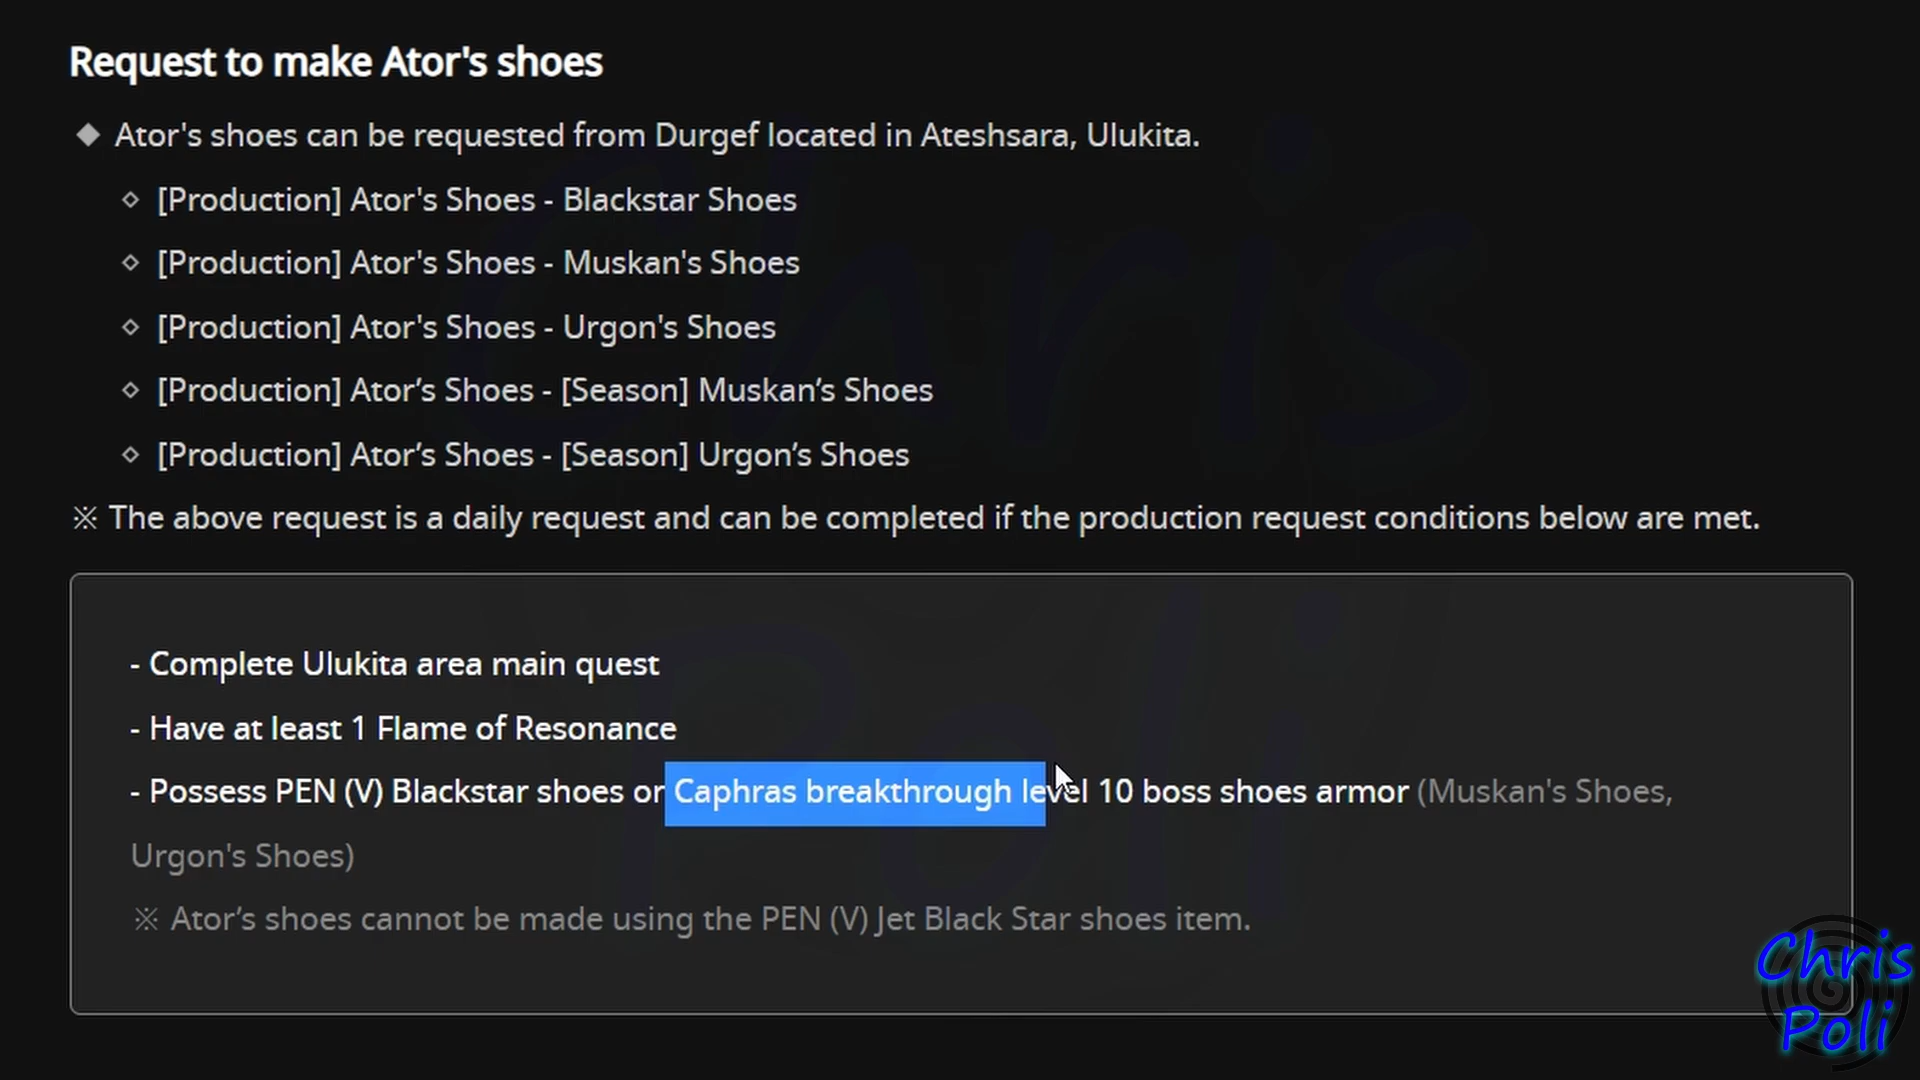 Request to make Ator's shoes
Ator's shoes can be requested from Durgef located in Ateshsara, Ulukita.
[Production] Ator's Shoes - Blackstar Shoes
[Production] Ator's Shoes - Muskan's Shoes
[Production] Ator's Shoes - Urgon's Shoes
[Production] Ator’s Shoes - [Season] Muskan’s Shoes
[Production] Ator’s Shoes - [Season] Urgon’s Shoes
※ The above request is a daily request and can be completed if the production request conditions below are met.
- Complete Ulukita area main quest
- Have at least 1 Flame of Resonance
- Possess PEN (V) Blackstar shoes or Caphras breakthrough level 10 boss shoes armor (Muskan's Shoes,
Urgon's Shoes)
※ Ator’s shoes cannot be made using the PEN (V) Jet Black Star shoes item.
Chris
Poli